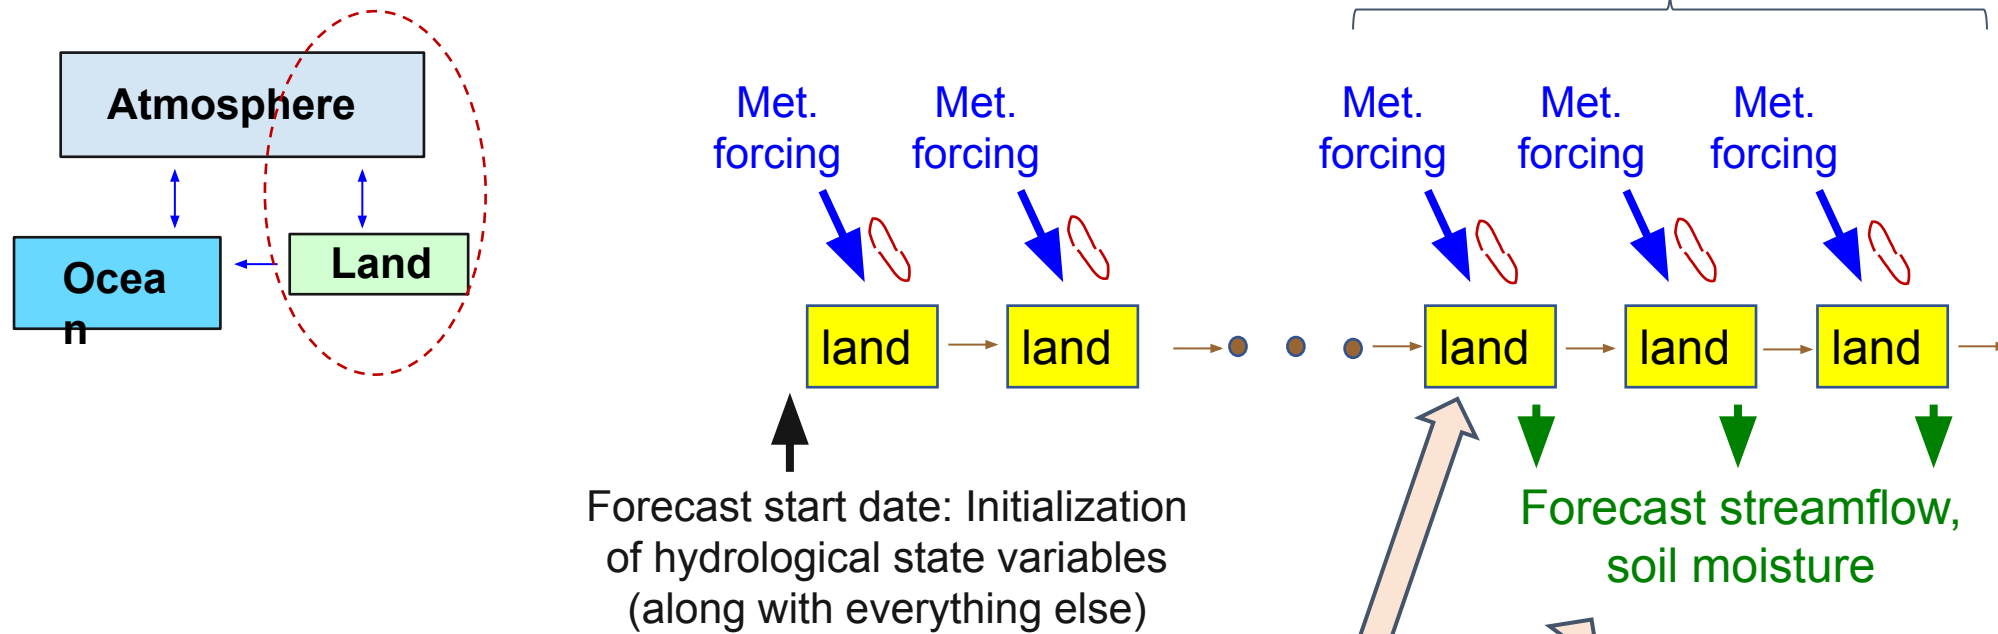 Atmosphere
Ocea
n
Land
Met.
forcing
Met.
forcing
Met.
forcing
Met.
forcing
Met.
forcing
land
land
land
land
land
Forecast start date: Initialization
of hydrological state variables
(along with everything else)
Forecast streamflow,
soil moisture